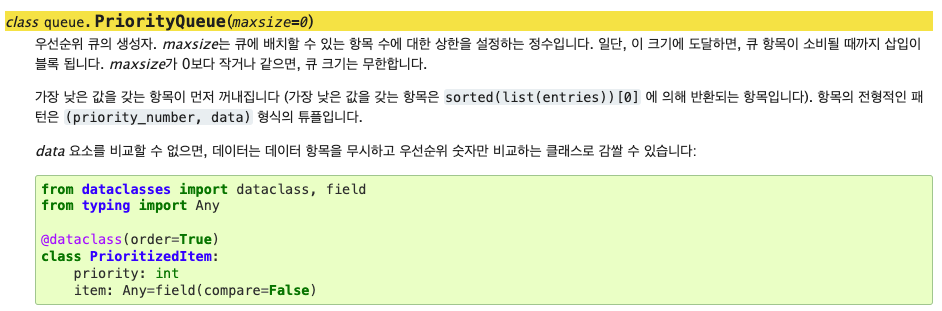 class queue.PriorityQueue(maxsize=0)
우선순위 큐의 생성자. maxsize는 큐에 배치할 수 있는 항목 수에 대한 상한을 설정하는 정수입니다. 일단, 이 크기에 도달하면, 큐 항목이 소비될 때까지 삽입이
블록 됩니다. maxsize가 0보다 작거나 같으면, 큐 크기는 무한합니다.
가장 낮은 값을 갖는 항목이 먼저 꺼내집니다 (가장 낮은 값을 갖는 항목은 sorted(list(entries))[0] 에 의해 반환되는 항목입니다). 항목의 전형적인 패
턴은 (priority_number, data) 형식의 튜플입니다.
data 요소를 비교할 수 없으면, 데이터는 데이터 항목을 무시하고 우선순위 숫자만 비교하는 클래스로 감쌀 수 있습니다:
from dataclasses import dataclass, field
from typing import Any
@dataclass(order=True)
class PrioritizedItem:
    priority: int
    item: Any=field(compare=False)